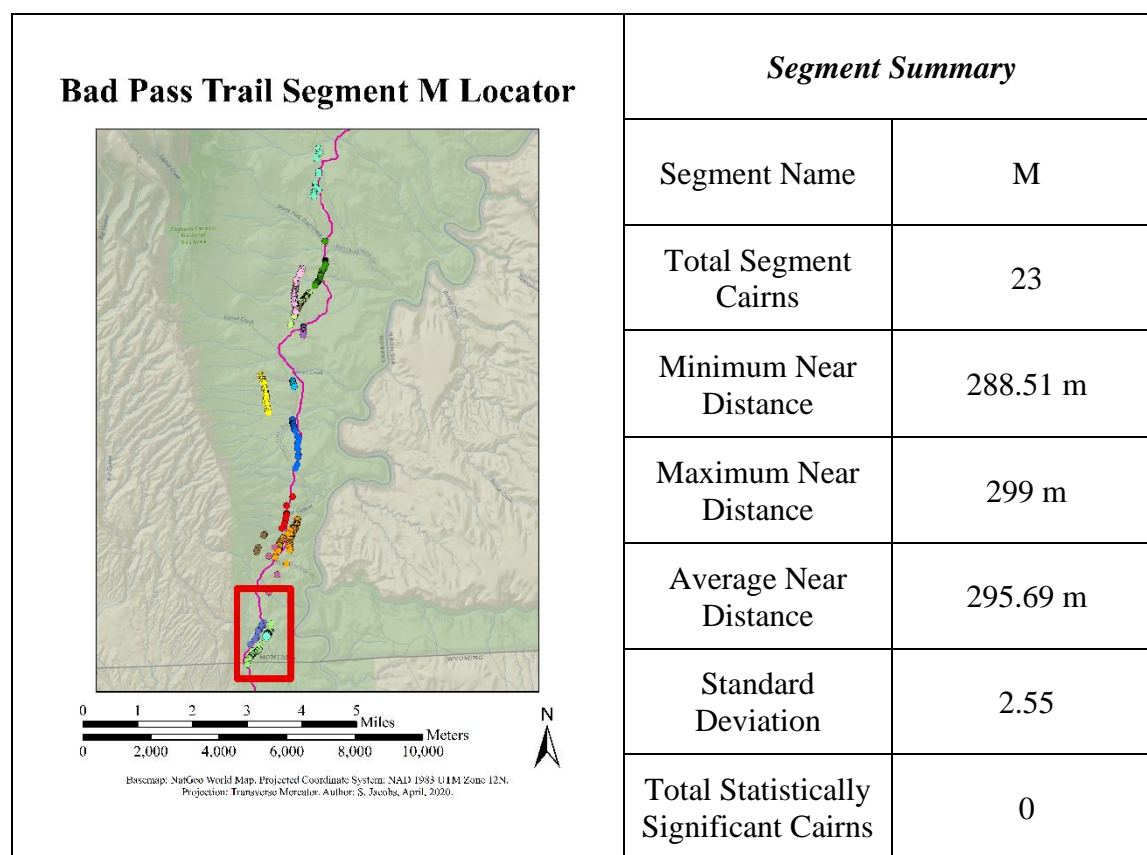 Bad Pass Trail Segment M Locator
MONTANA
WYOMING
CARBON
BIG HORN
0 1 2 3 4 5
Miles
Meters
0 2,000 4,000 6,000 8,000 10,000
N
Basemap: NatGeo World Map. Projected Coordinate System: NAD 1983 UTM Zone 12N.
Projection: Transverse Mercator. Author: S. Jacobs, April, 2020.
Segment Summary
Segment Name
M
Total Segment
Cairns
23
Minimum Near
Distance
288.51 m
Maximum Near
Distance
299 m
Average Near
Distance
295.69 m
Standard
Deviation
2.55
Total Statistically
Significant Cairns
0